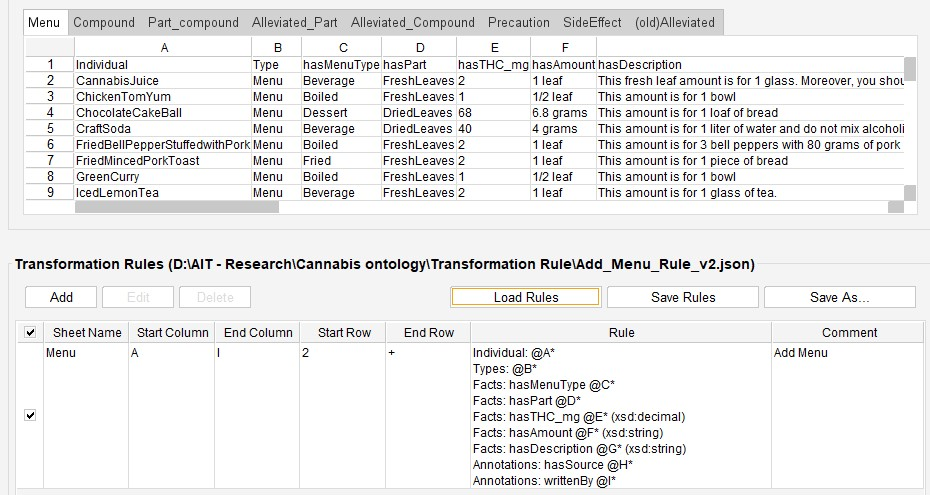 Menu Compound Part_compound Alleviated_Part Alleviated_Compound Precaution SideEffect (old)Alleviated
A B C D E F
1 Individual Type hasMenuType hasPart hasTHC_mg hasAmount hasDescription
2 CannabisJuice Menu Beverage FreshLeaves 2 1 leaf This fresh leaf amount is for 1 glass. Moreover, you shou
3 ChickenTomYum Menu Boiled FreshLeaves 1 1/2 leaf This amount is for 1 bowl
4 ChocolateCakeBall Menu Dessert DriedLeaves 68 6.8 grams This amount is for 1 loaf of bread
5 CraftSoda Menu Beverage DriedLeaves 40 4 grams This amount is for 1 liter of water and do not mix alcoholi
6 FriedBellPepperStuffedwithPork Menu Boiled FreshLeaves 2 1 leaf This amount is for 3 bell peppers with 80 grams of pork
7 FriedMincedPorkToast Menu Fried FreshLeaves 2 1 leaf This amount is for 1 piece of bread
8 GreenCurry Menu Boiled FreshLeaves 1 1/2 leaf This amount is for 1 bowl
9 IcedLemonTea Menu Beverage FreshLeaves 2 1 leaf This amount is for 1 glass of tea.
Transformation Rules (D:\AIT - Research\Cannabis ontology\Transformation Rule\Add_Menu_Rule_v2.json)
Add Edit Delete Load Rules Save Rules Save As...
Sheet Name Start Column End Column Start Row End Row Rule Comment
Menu A I 2 + Individual: @A* Add Menu
Types: @B*
Facts: hasMenuType @C*
Facts: hasPart @D*
Facts: hasTHC_mg @E* (xsd:decimal)
Facts: hasAmount @F* (xsd:string)
Facts: hasDescription @G* (xsd:string)
Annotations: hasSource @H*
Annotations: writtenBy @I*